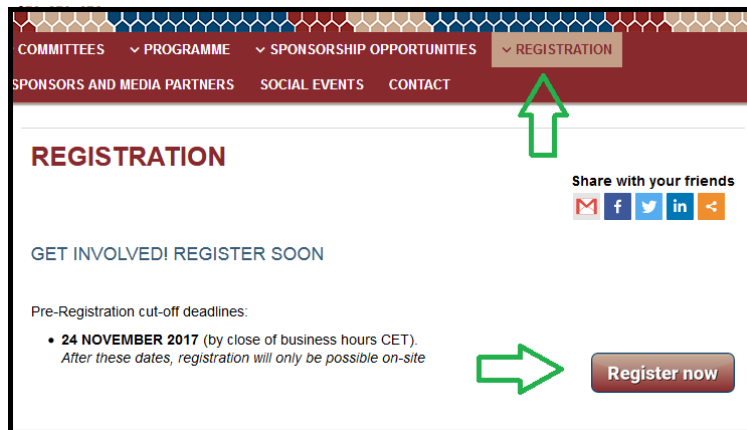 COMMITTEES PROGRAMME SPONSORSHIP OPPORTUNITIES REGISTRATION
SPONSORS AND MEDIA PARTNERS SOCIAL EVENTS CONTACT
REGISTRATION
Share with your friends
GET INVOLVED! REGISTER SOON
Pre-Registration cut-off deadlines:
• 24 NOVEMBER 2017 (by close of business hours CET).
After these dates, registration will only be possible on-site
Register now